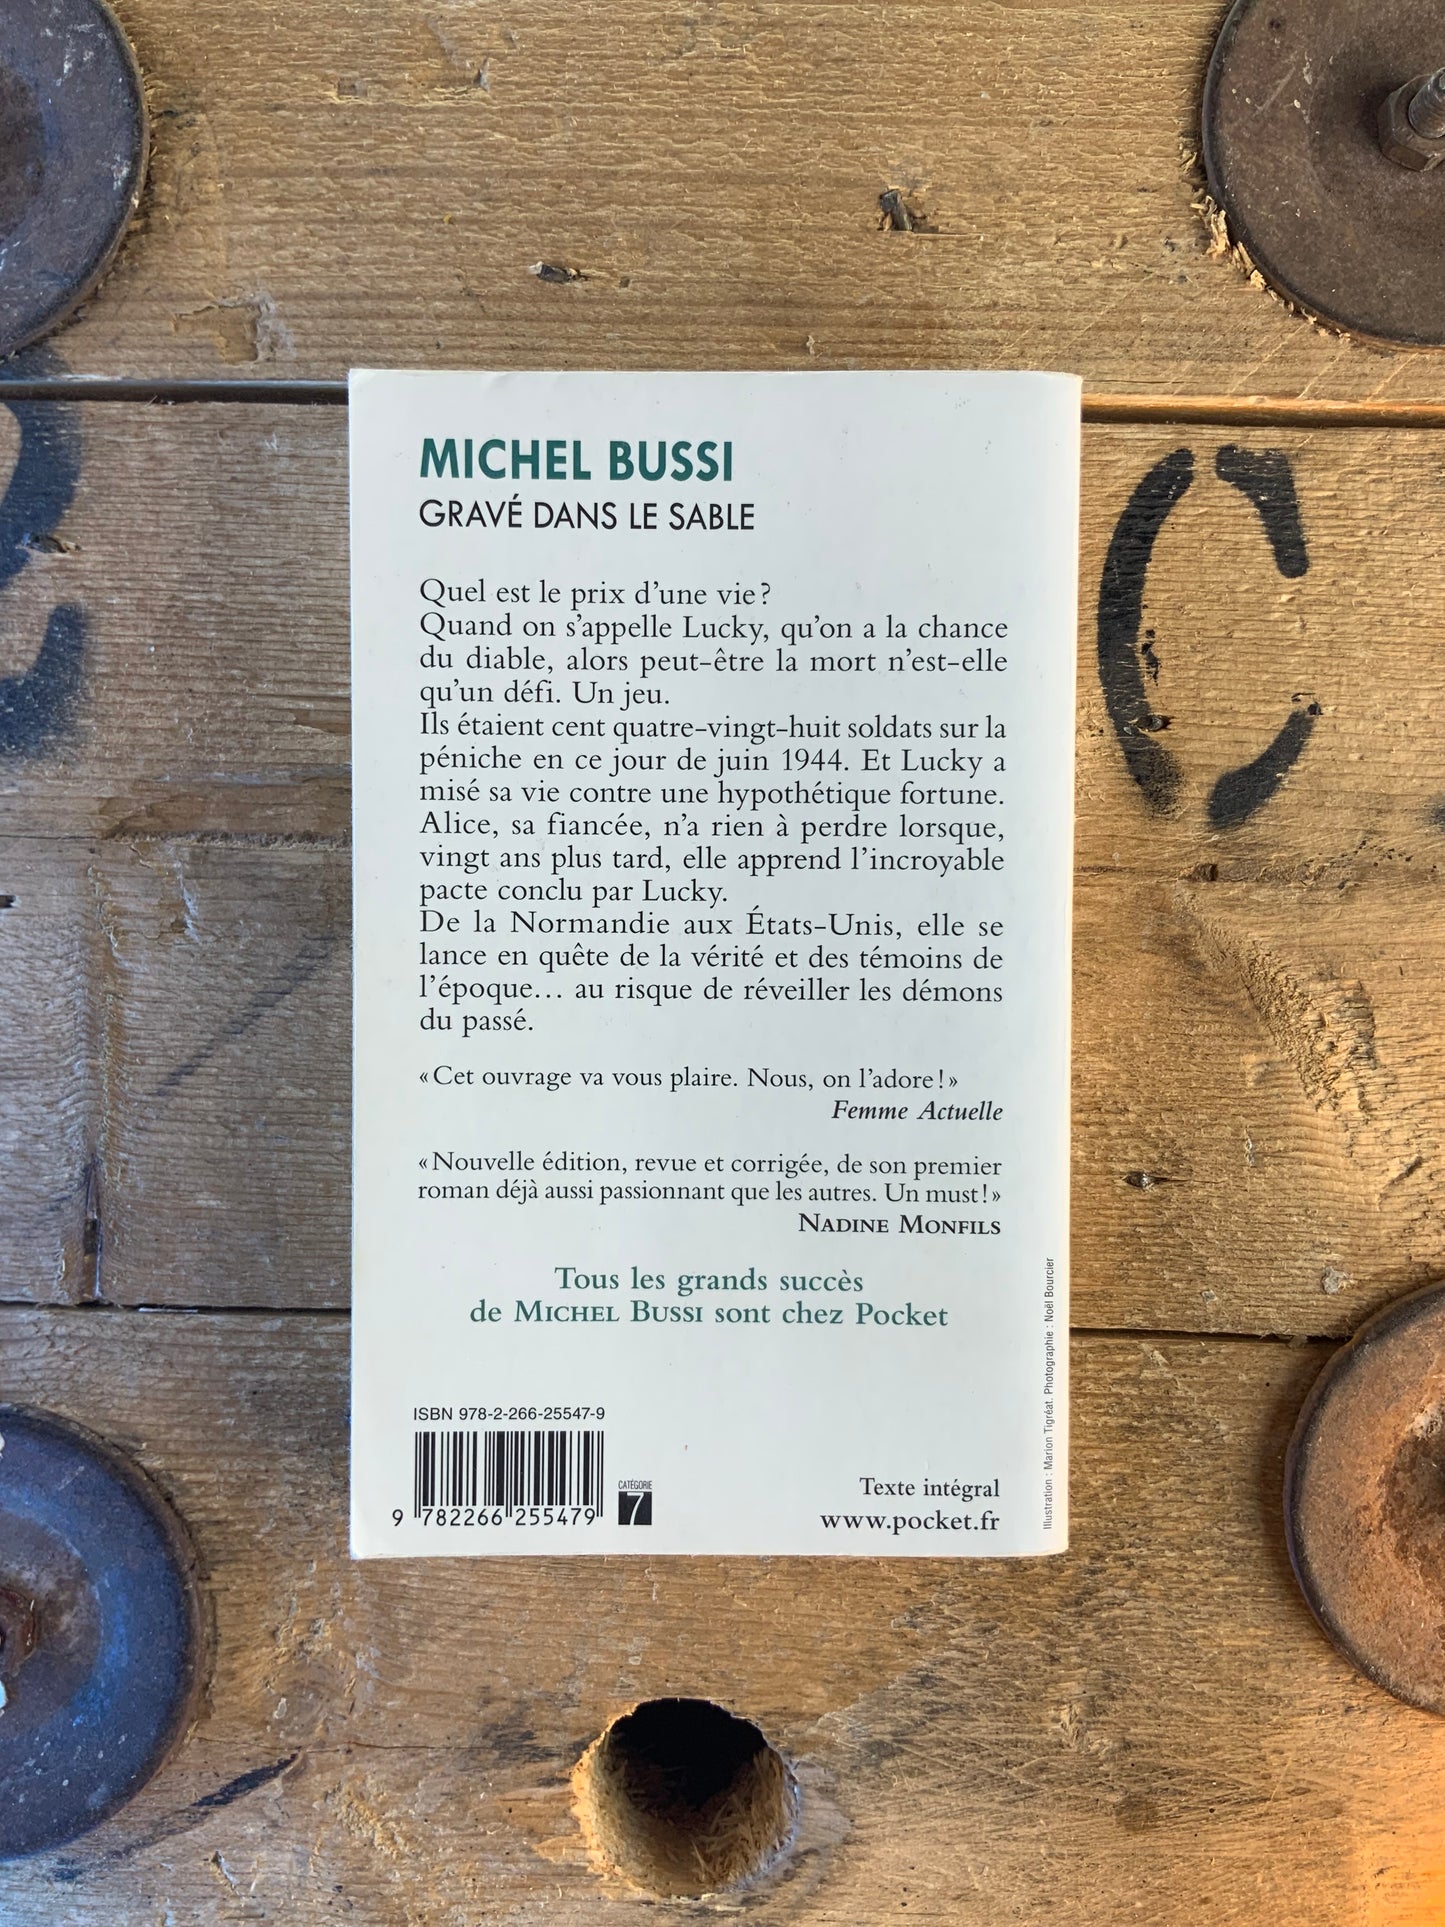 MICHEL BUSSI
GRAVÉ DANS LE SABLE
Quel est le prix d'une vie ?
Quand on s'appelle Lucky, qu'on a la chance
du diable, alors peut-être la mort n'est-elle
qu'un défi. Un jeu.
Ils étaient cent quatre-vingt-huit soldats sur la
péniche en ce jour de juin 1944. Et Lucky a
misé sa vie contre une hypothétique fortune.
Alice, sa fiancée, n'a rien à perdre lorsque,
vingt ans plus tard, elle apprend l'incroyable
pacte conclu par Lucky.
De la Normandie aux États-Unis, elle se
lance en quête de la vérité et des témoins de
l'époque… au risque de réveiller les démons
du passé.
« Cet ouvrage va vous plaire. Nous, on l'adore ! »
Femme Actuelle
« Nouvelle édition, revue et corrigée, de son premier
roman déjà aussi passionnant que les autres. Un must ! »
NADINE MONFILS
Tous les grands succès
de MICHEL BUSSI sont chez Pocket
ISBN 978-2-266-25547-9
9 782266 255479
CATÉGORIE
7
Texte intégral
www.pocket.fr
Illustration : Marion Tigréat. Photographie : Noël Bourcier
C